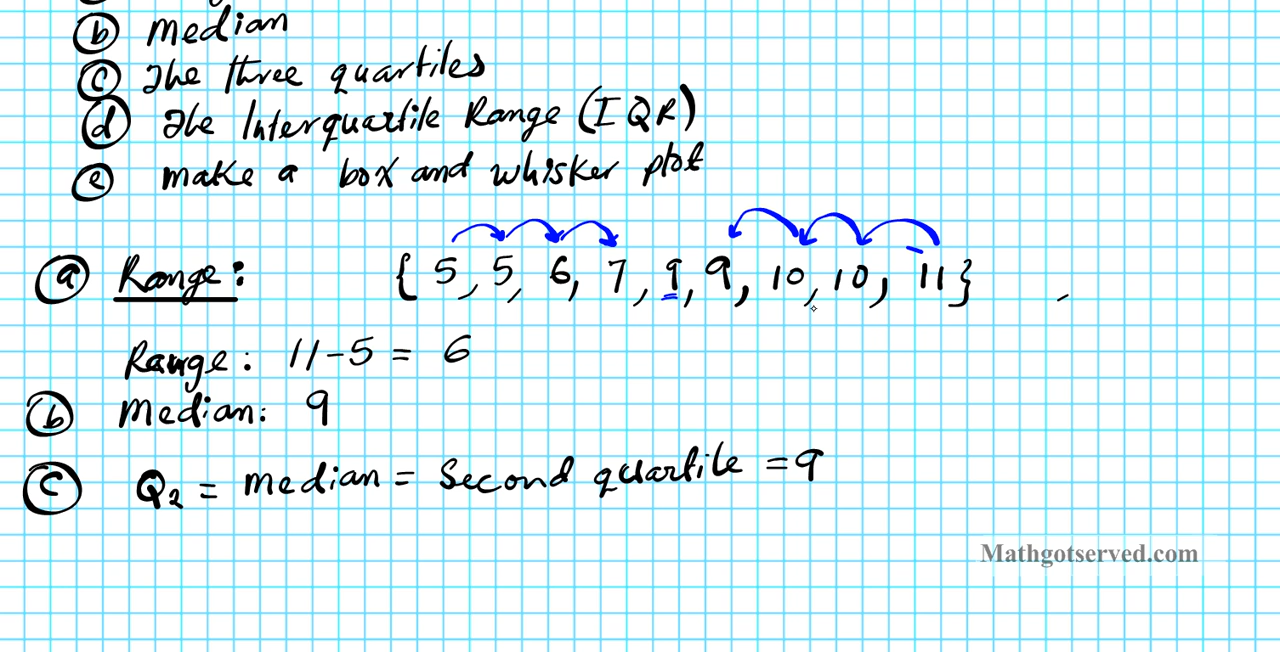 ⓑ median
ⓒ The three quartiles
ⓓ The Interquartile Range (IQR)
ⓔ make a box and whisker plot
ⓐ Range: { 5, 5, 6, 7, 9, 9, 10, 10, 11 }
Range: 11-5 = 6
ⓑ Median: 9
ⓒ Q₂ = median = Second quartile = 9
Mathgotserved.com